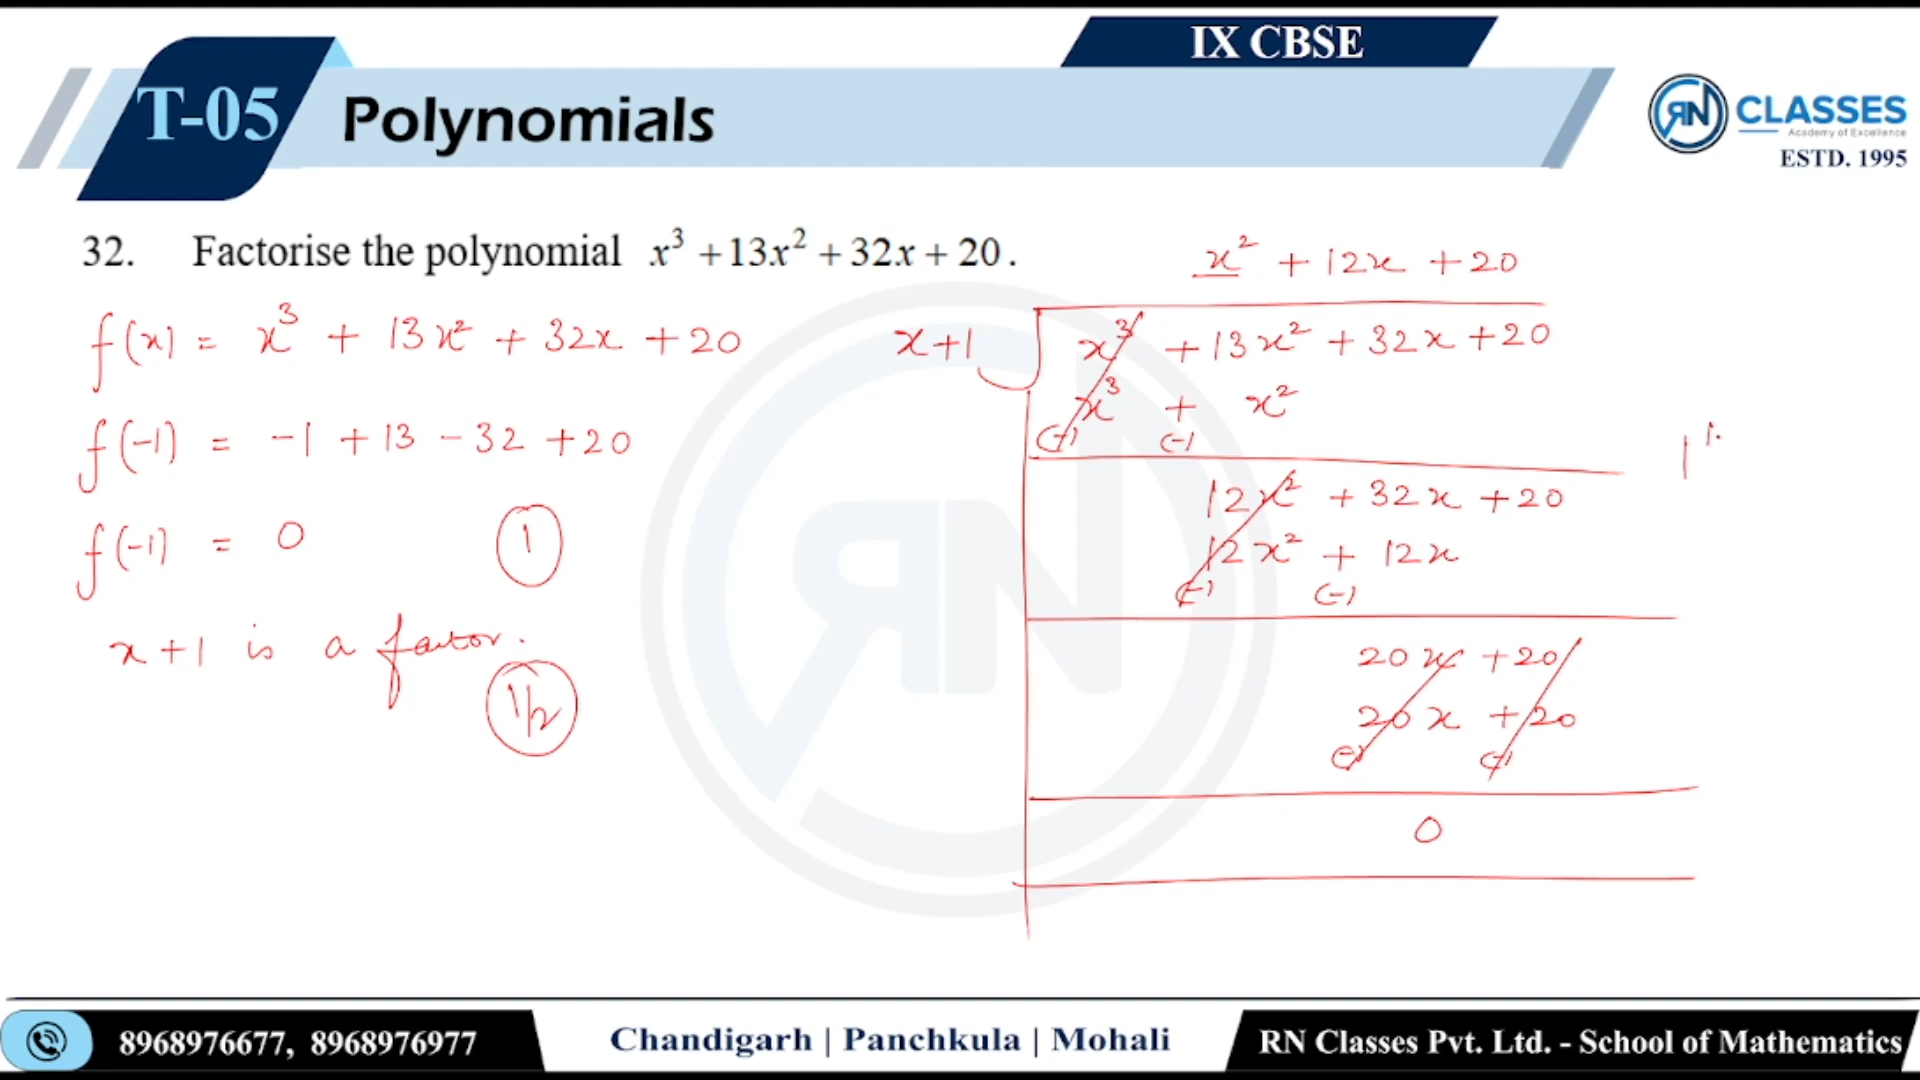 IX CBSE
T-05 Polynomials
RN CLASSES
Academy of Excellence
ESTD. 1995
32. Factorise the polynomial x³ + 13x² + 32x + 20.
f(x) = x³ + 13x² + 32x + 20
f(-1) = -1 + 13 - 32 + 20
f(-1) = 0 1
x+1 is a factor.
1/2
x² + 12x + 20
x+1 x³ + 13x² + 32x + 20
x³ + x²
(-) (-)
12x² + 32x + 20
12x² + 12x
(-) (-)
20x + 20
20x + 20
(-) (-)
0
RN
8968976677, 8968976977
Chandigarh | Panchkula | Mohali
RN Classes Pvt. Ltd. - School of Mathematics